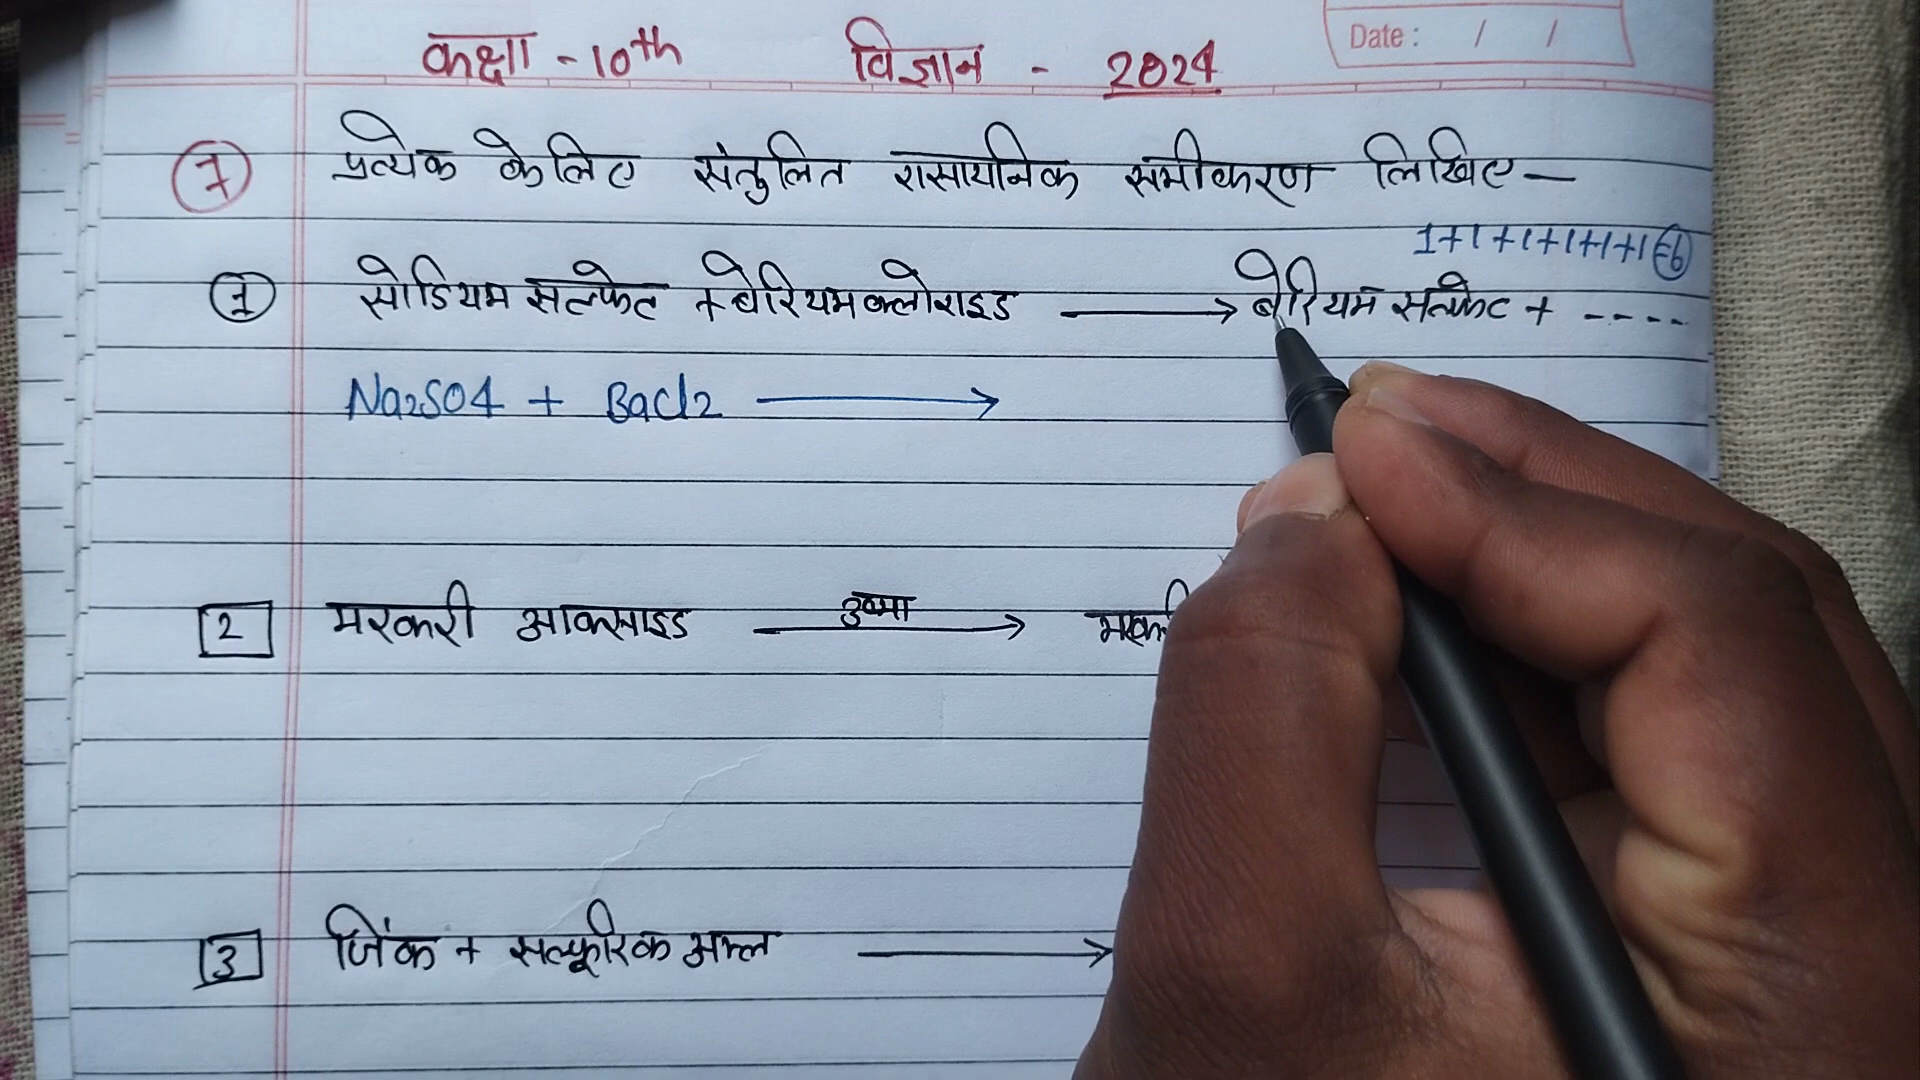 Date : / /
कक्षा - 10th विज्ञान - 2024
7 प्रत्येक के लिए संतुलित रासायनिक समीकरण लिखिए —
1+1+1+1+1+1=6
1 सोडियम सल्फेट + बेरियम क्लोराइड ⟶ बेरियम सल्फेट + ----
Na2SO4 + BaCl2 ⟶
2 मरकरी आक्साइड उष्मा ⟶
3 जिंक + सल्फ्यूरिक अम्ल ⟶